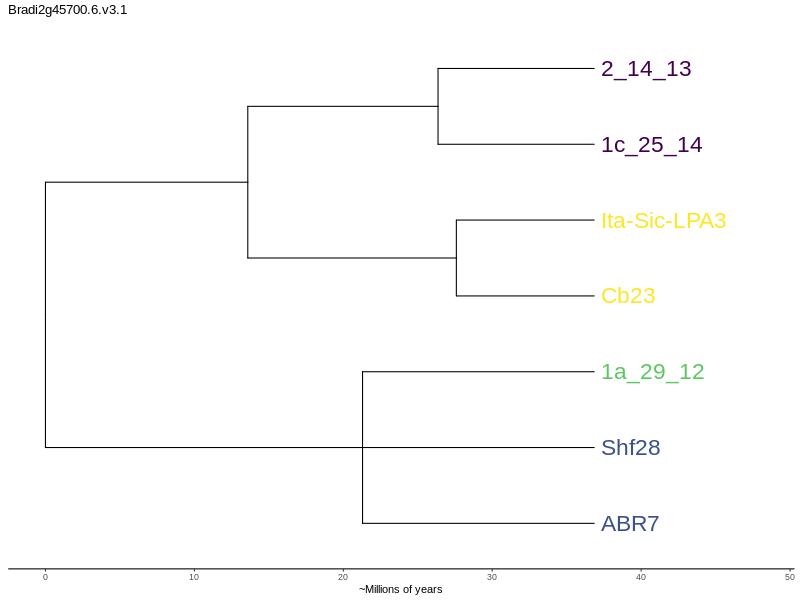 Bradi2g45700.6.v3.1
2_14_13
1c_25_14
Ita-Sic-LPA3
Cb23
1a_29_12
Shf28
ABR7
0 10 20 30 40 50
~Millions of years